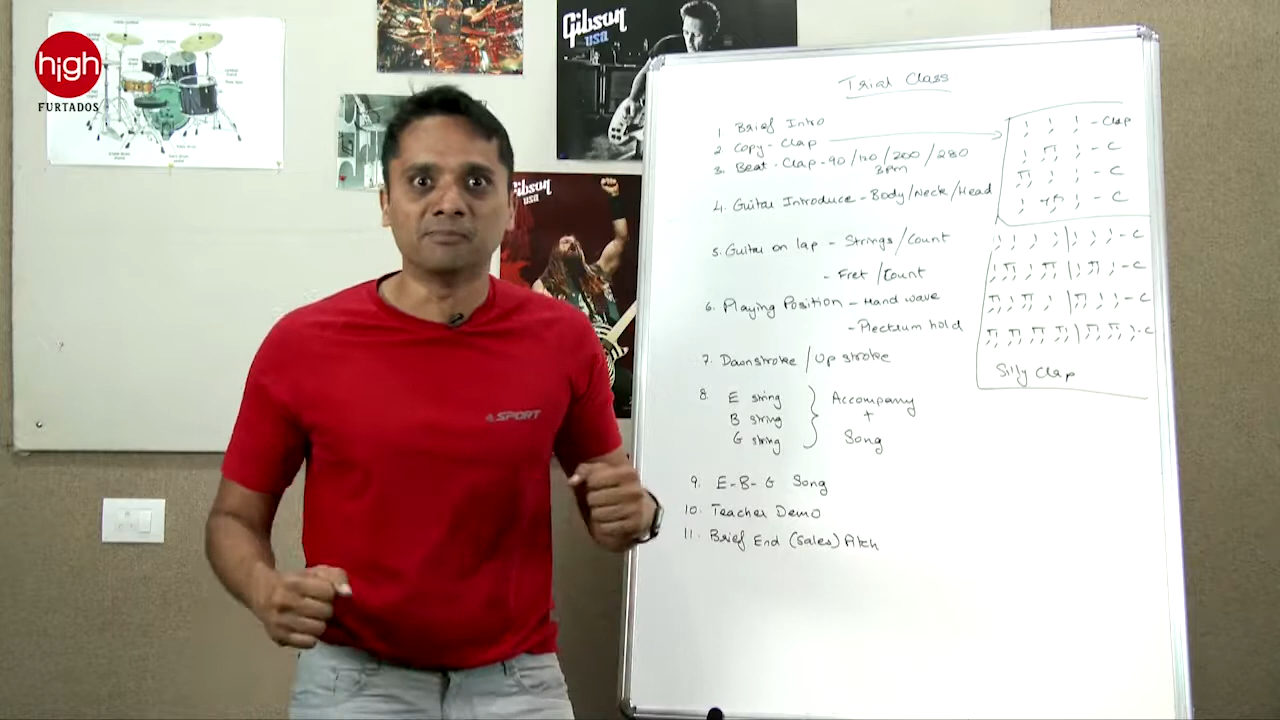 high
FURTADOS
Gibson
USA
Gibson
USA
SPORT
Trial Class
1 Brief Intro
2 Copy - Clap
3. Beat - Clap - 90/120/200/280
BPM
4. Guitar Introduce - Body/Neck/Head
5. Guitar on lap - Strings/Count
- Fret/Count
6. Playing Position - Hand wave
- Plectrum hold
7. Downstroke/Up stroke
8. E string
B string
G string
Accompany
+
Song
9. E-B-G Song
10. Teacher Demo
11. Brief End (Sales) Pitch
- Clap
- C
- C
- C
- C
- C
- C
- C
Silly Clap